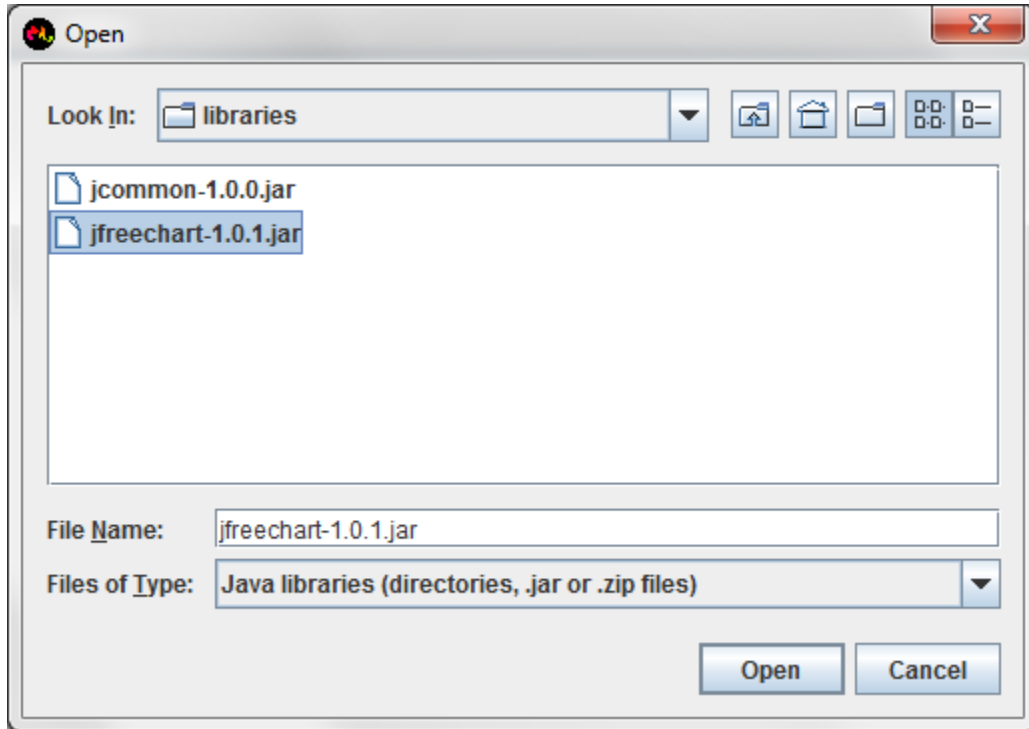 Open
Look In: libraries
jcommon-1.0.0.jar
jfreechart-1.0.1.jar
File Name: jfreechart-1.0.1.jar
Files of Type: Java libraries (directories, .jar or .zip files)
Open Cancel